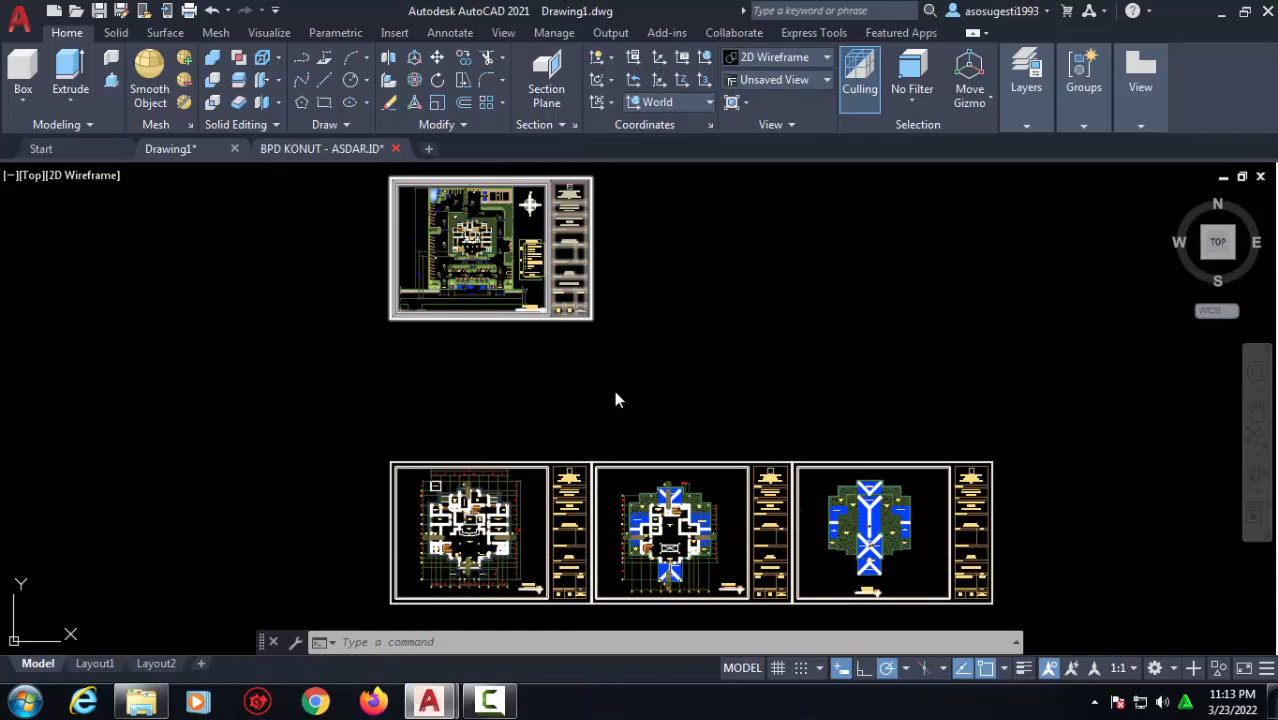 Autodesk AutoCAD 2021 Drawing1.dwg
Type a keyword or phrase
asosugesti1993
Home Solid Surface Mesh Visualize Parametric Insert Annotate View Manage Output Add-ins Collaborate Express Tools Featured Apps
2D Wireframe
Unsaved View
World
Box Extrude Smooth Object Section Plane Culling No Filter Move Gizmo Layers Groups View
Modeling Mesh Solid Editing Draw Modify Section Coordinates View Selection
Start Drawing1* BPD KONUT - ASDAR.ID*
[−][Top][2D Wireframe]
N
W TOP E
S
WCS
Y
X
Type a command
Model Layout1 Layout2
MODEL 1:1
11:13 PM
3/23/2022